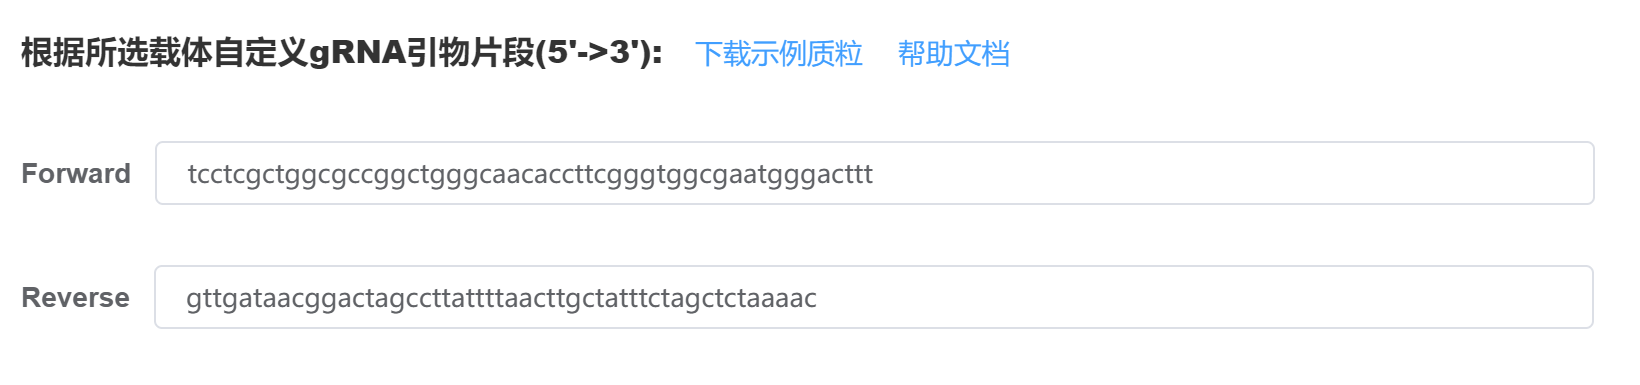 根据所选载体自定义gRNA引物片段(5'->3'): 下载示例质粒 帮助文档
Forward tcctcgctggcgccggctgggcaacaccttcgggtggcgaatgggacttt
Reverse gttgataacggactagccttattttaacttgctatttctagctctaaaac